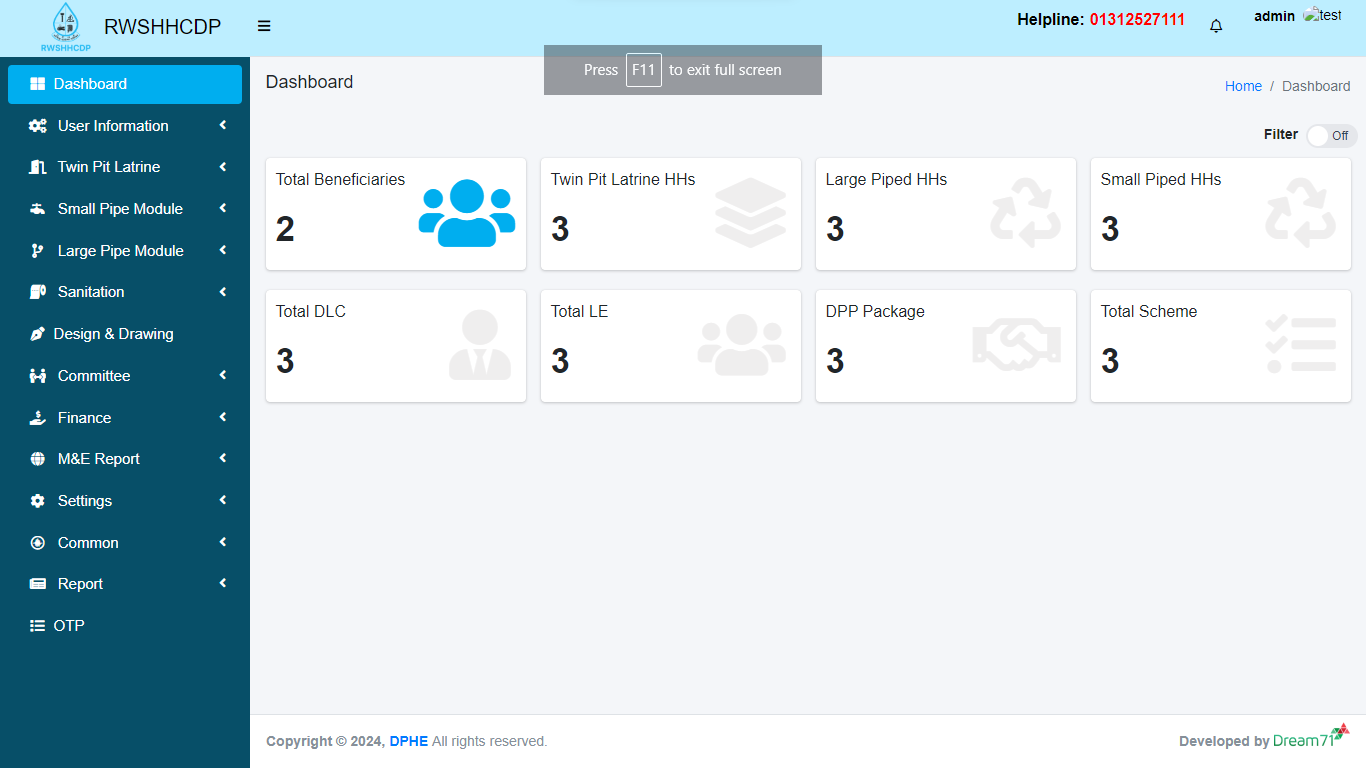 RWSHHCDP
RWSHHCDP
Helpline: 01312527111
admin
test
Press F11 to exit full screen
Dashboard
User Information
Twin Pit Latrine
Small Pipe Module
Large Pipe Module
Sanitation
Design & Drawing
Committee
Finance
M&E Report
Settings
Common
Report
OTP
Dashboard
Home / Dashboard
Filter Off
Total Beneficiaries
2
Twin Pit Latrine HHs
3
Large Piped HHs
3
Small Piped HHs
3
Total DLC
3
Total LE
3
DPP Package
3
Total Scheme
3
Copyright © 2024, DPHE All rights reserved.
Developed by Dream71